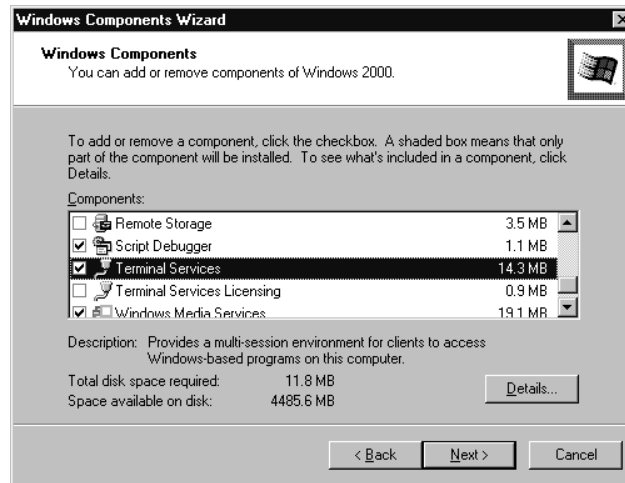 Windows Components Wizard
Windows Components
You can add or remove components of Windows 2000.
To add or remove a component, click the checkbox. A shaded box means that only
part of the component will be installed. To see what's included in a component, click
Details.
Components:
Remote Storage 3.5 MB
Script Debugger 1.1 MB
Terminal Services 14.3 MB
Terminal Services Licensing 0.9 MB
Windows Media Services 19.1 MB
Description: Provides a multi-session environment for clients to access
Windows-based programs on this computer.
Total disk space required: 11.8 MB
Space available on disk: 4485.6 MB
Details...
< Back Next > Cancel